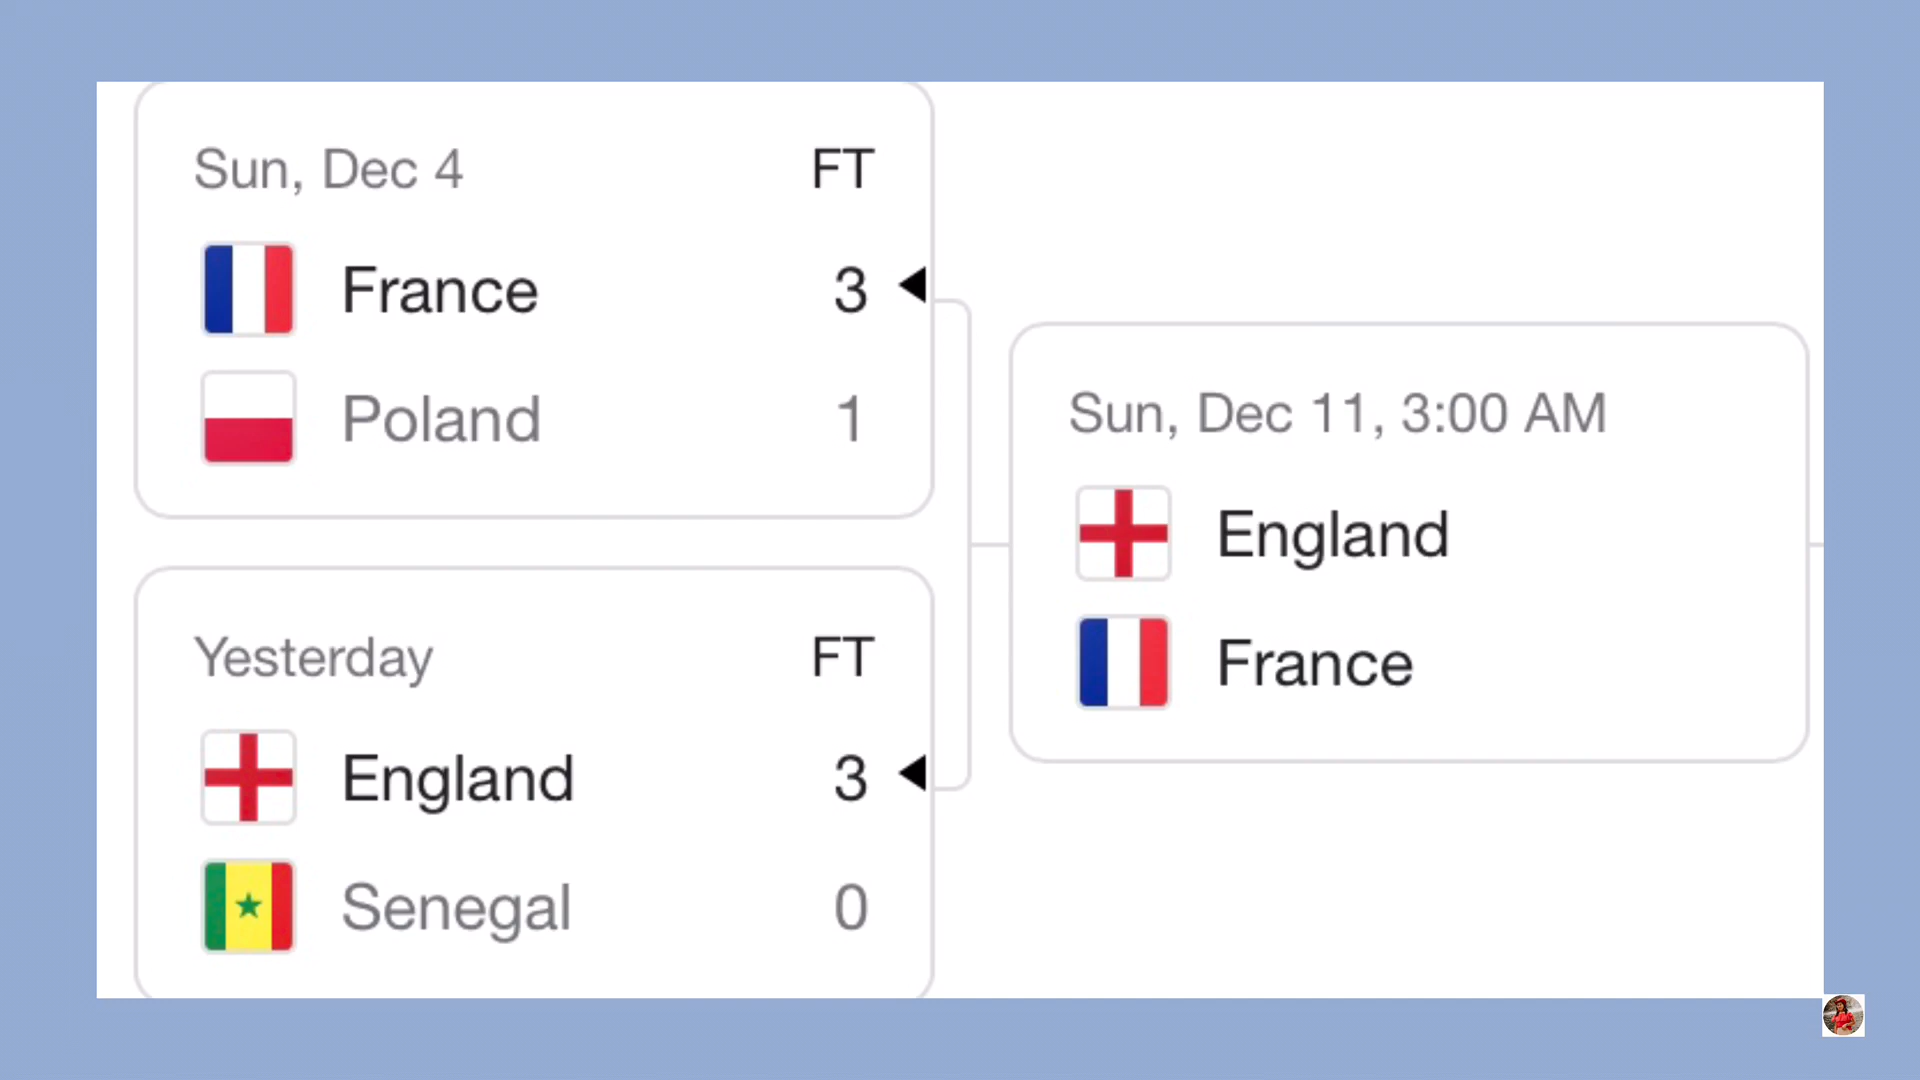 Sun, Dec 4 FT
France 3
Poland 1
Yesterday FT
England 3
Senegal 0
Sun, Dec 11, 3:00 AM
England
France